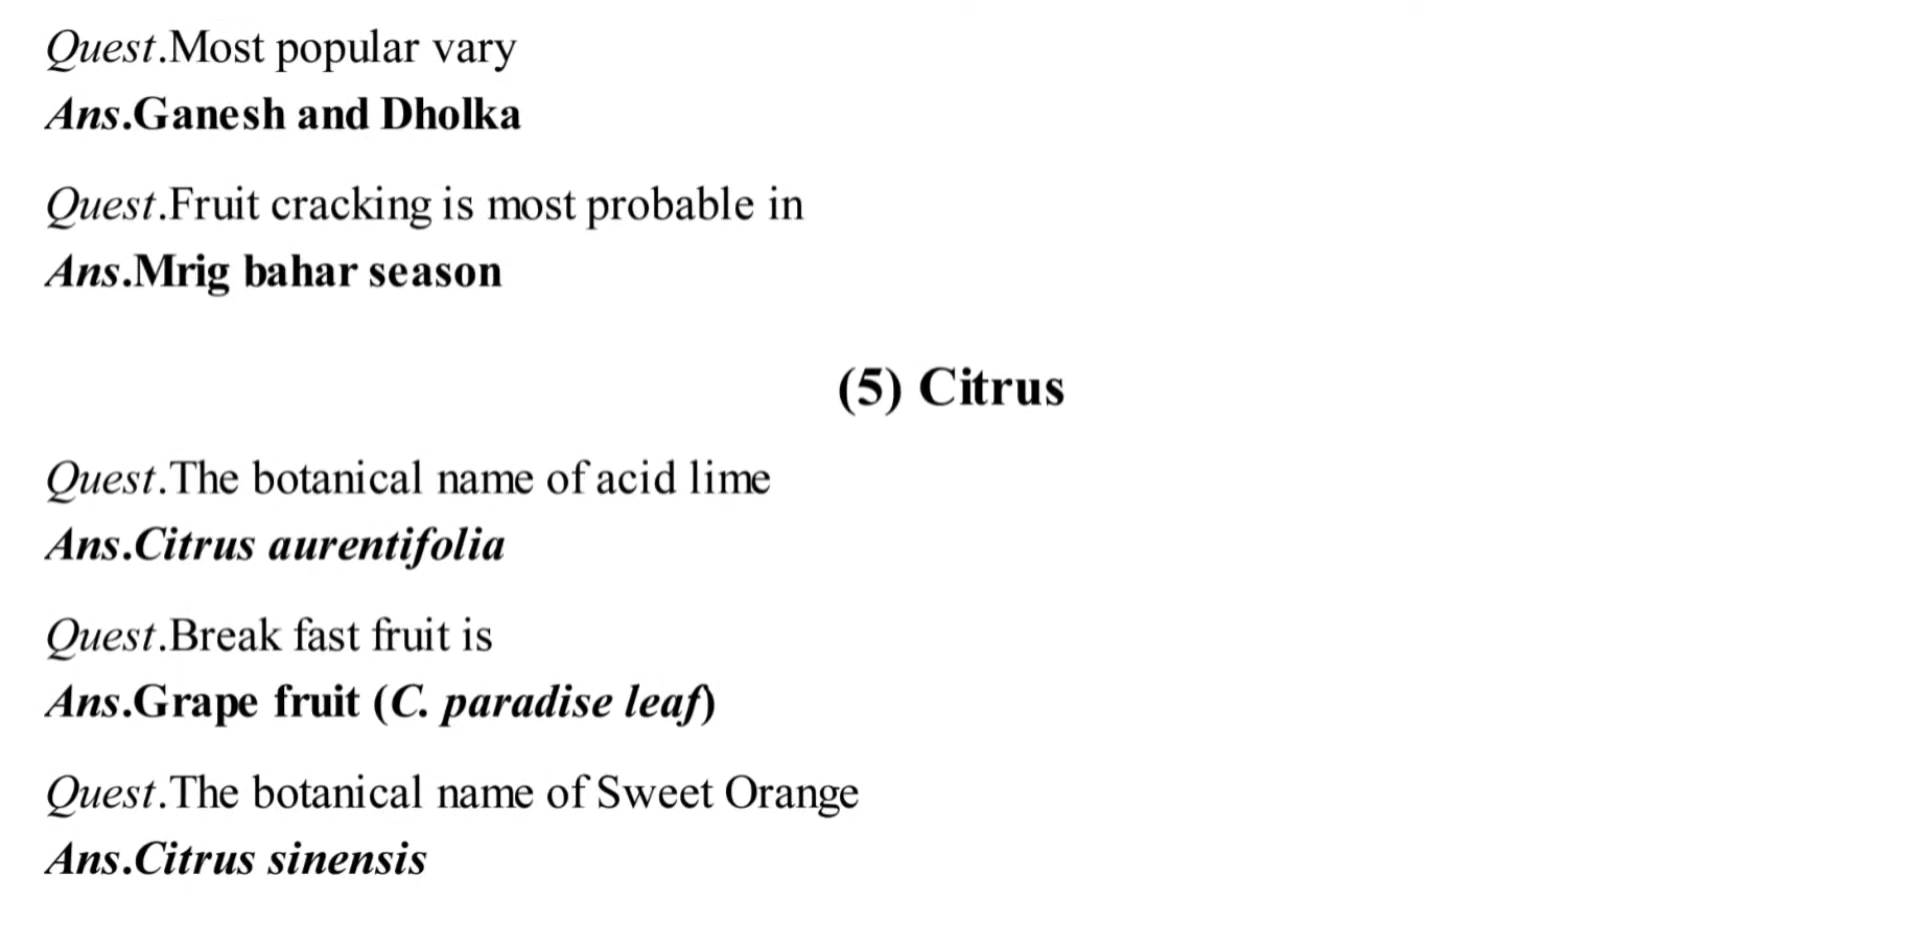 Quest.Most popular vary
Ans.Ganesh and Dholka
Quest.Fruit cracking is most probable in
Ans.Mrig bahar season
(5) Citrus
Quest.The botanical name of acid lime
Ans.Citrus aurentifolia
Quest.Break fast fruit is
Ans.Grape fruit (C. paradise leaf)
Quest.The botanical name of Sweet Orange
Ans.Citrus sinensis